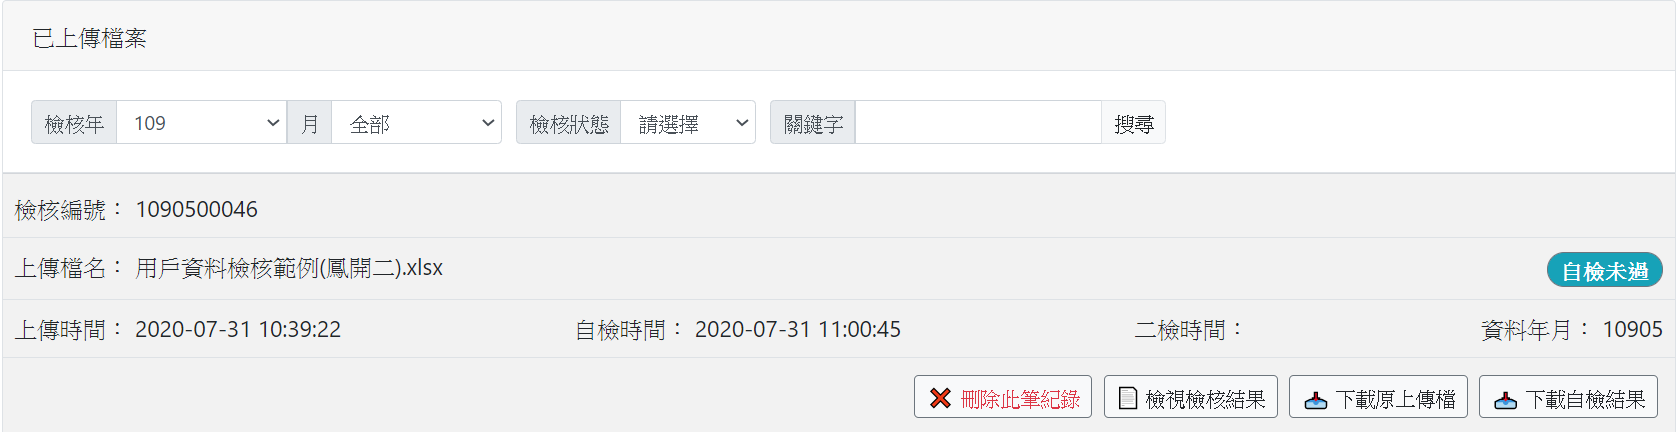 已上傳檔案
檢核年 109 月 全部 檢核狀態 請選擇 關鍵字 搜尋
檢核編號： 1090500046
上傳檔名： 用戶資料檢核範例(鳳開二).xlsx 自檢未過
上傳時間： 2020-07-31 10:39:22 自檢時間： 2020-07-31 11:00:45 二檢時間： 資料年月： 10905
刪除此筆紀錄 檢視檢核結果 下載原上傳檔 下載自檢結果